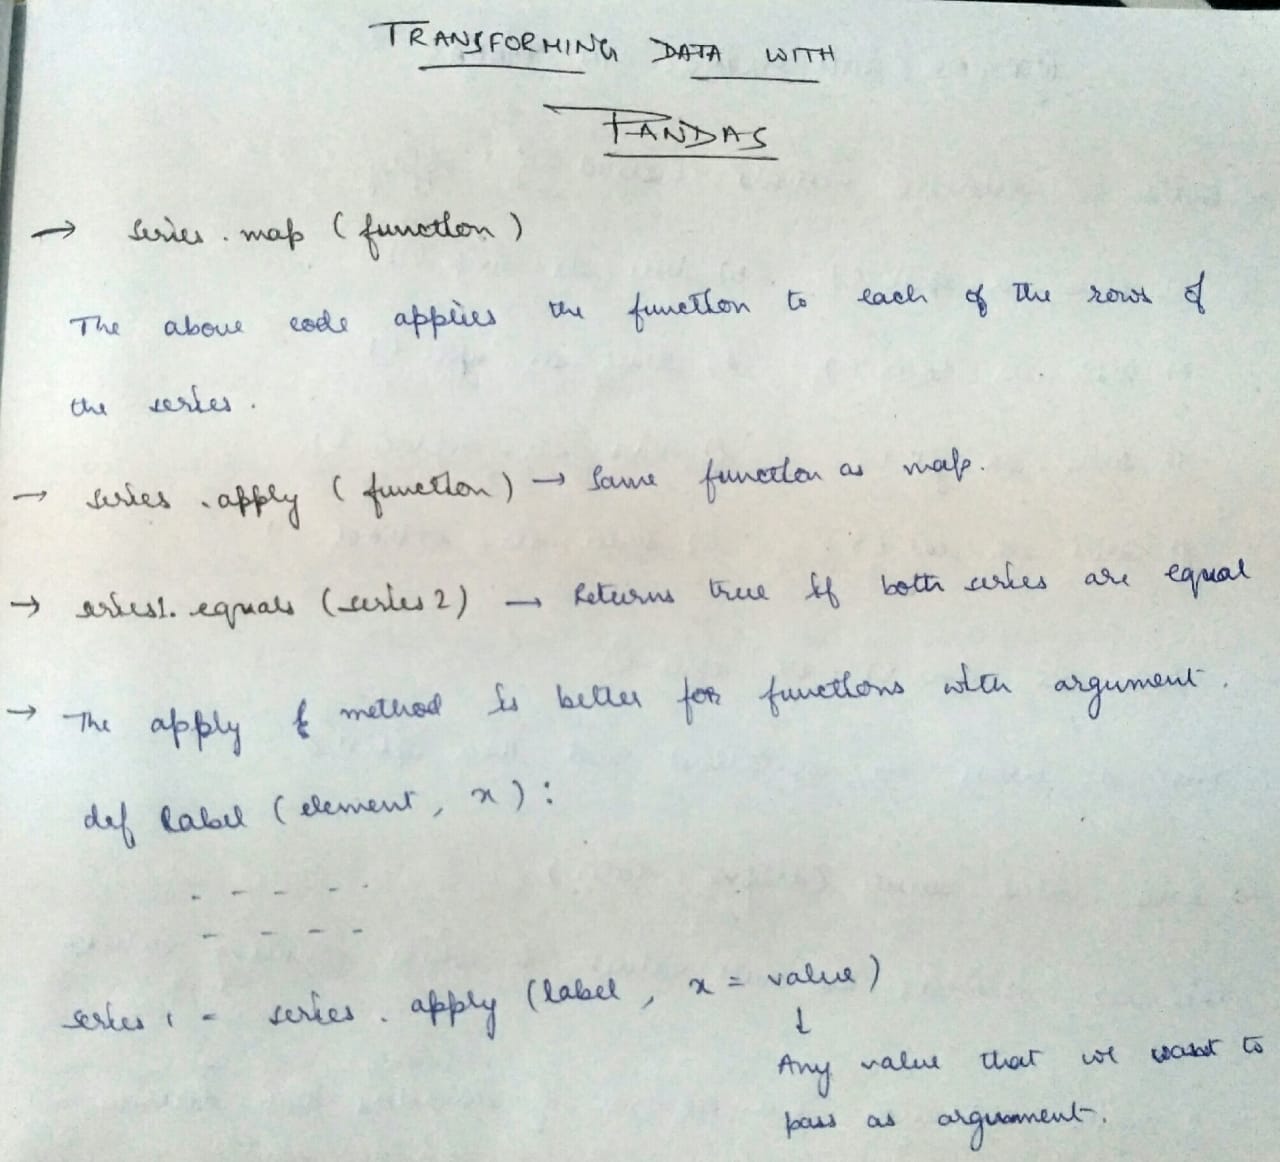 TRANSFORMING DATA WITH
PANDAS
→ series . map ( function )
The above code applies the function to each of the rows of
the series .
→ series . apply ( function ) → Same function as map.
→ series1. equals ( series 2 ) → Returns true if both series are equal
→ The apply method is better for functions with argument .
def label ( element , x ) :
- - - - -
- - - -
series 1 = series . apply ( label , x = value )
↓
Any value that we want to
pass as argument.